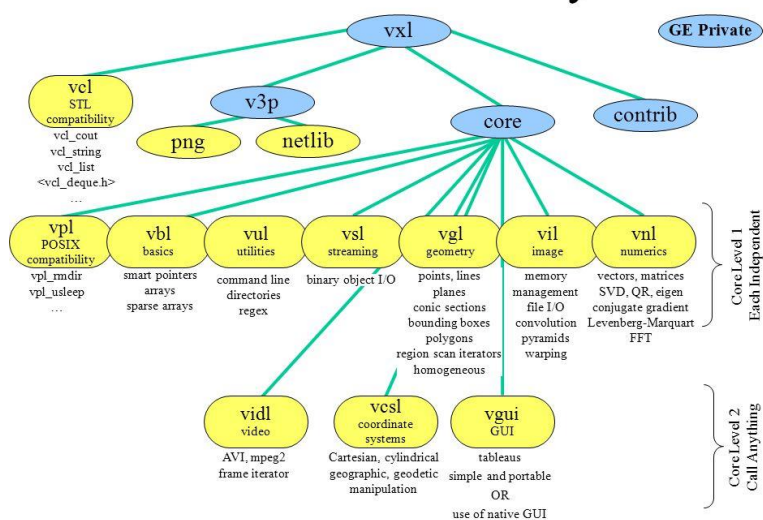 vxl
GE Private
vcl
STL
compatibility
vcl_cout
vcl_string
vcl_list
<vcl_deque.h>
…
v3p
png
netlib
core
contrib
vpl
POSIX
compatibility
vpl_rmdir
vpl_usleep
…
vbl
basics
smart pointers
arrays
sparse arrays
vul
utilities
command line
directories
regex
vsl
streaming
binary object I/O
vgl
geometry
points, lines
planes
conic sections
bounding boxes
polygons
region scan iterators
homogeneous
vil
image
memory
management
file I/O
convolution
pyramids
warping
vnl
numerics
vectors, matrices
SVD, QR, eigen
conjugate gradient
Levenberg-Marquart
FFT
Core Level 1
Each Independent
vidl
video
AVI, mpeg2
frame iterator
vcsl
coordinate
systems
Cartesian, cylindrical
geographic, geodetic
manipulation
vgui
GUI
tableaus
simple and portable
OR
use of native GUI
Core Level 2
Call Anything